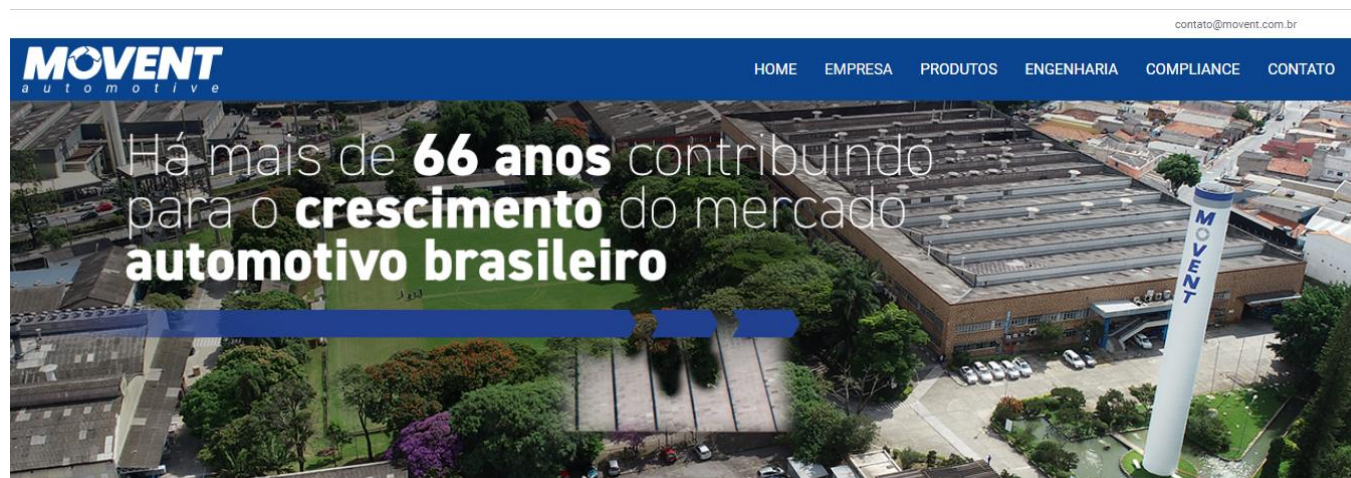 contato@movent.com.br
MOVENT
automotive
HOME EMPRESA PRODUTOS ENGENHARIA COMPLIANCE CONTATO
Há mais de 66 anos contribuindo
para o crescimento do mercado
automotivo brasileiro
MOVENT